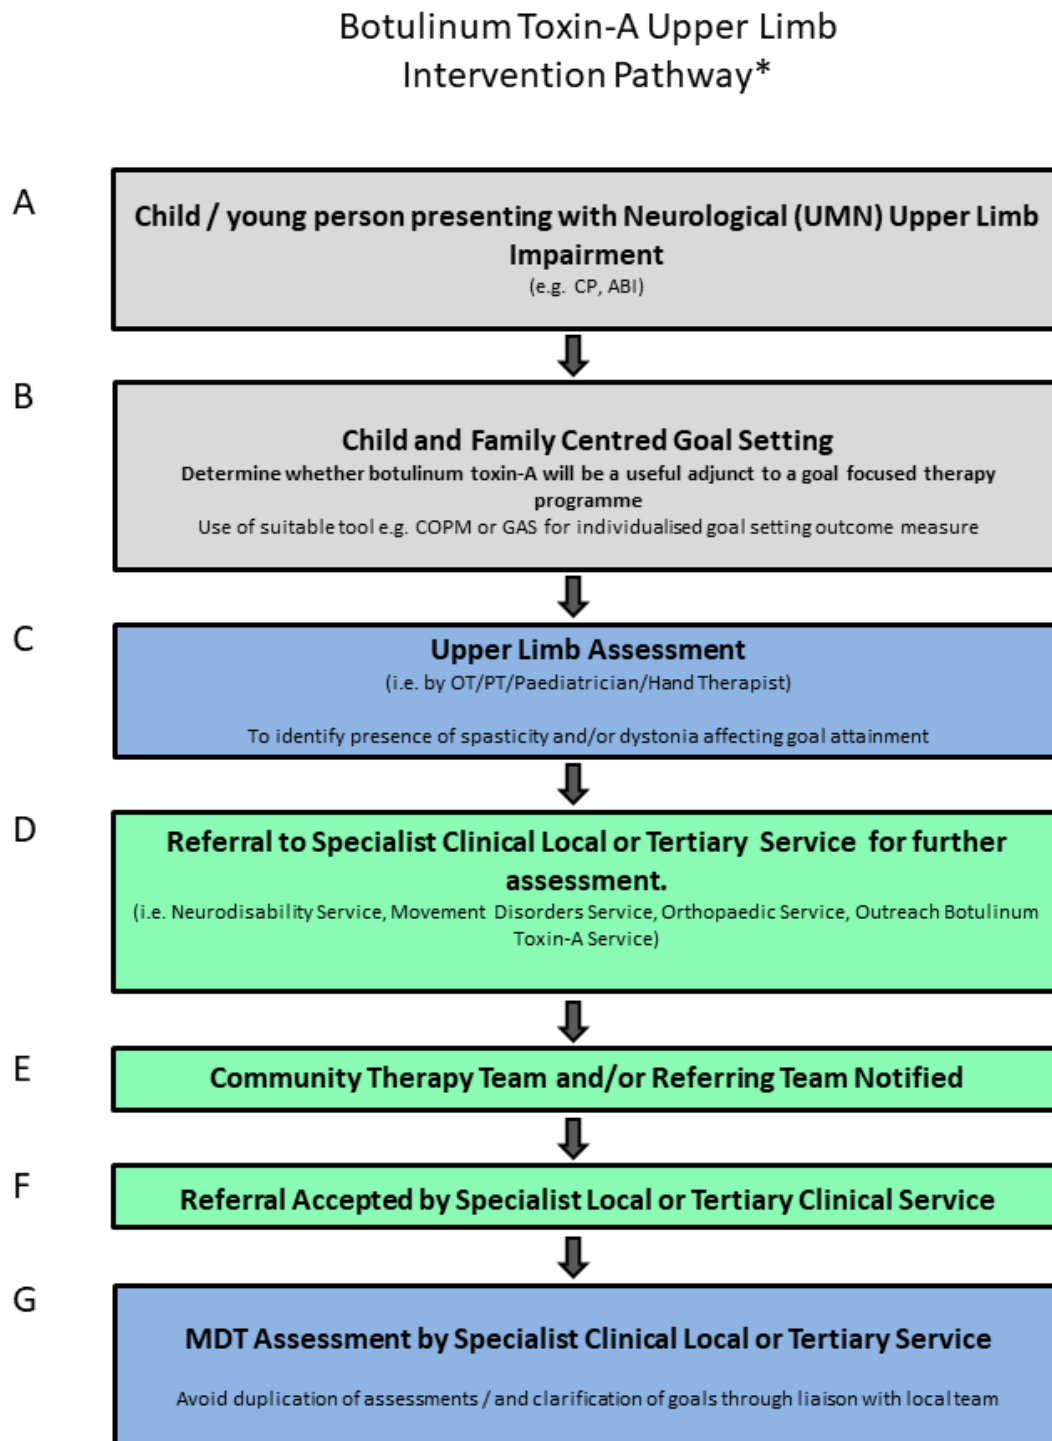 Botulinum Toxin-A Upper Limb
Intervention Pathway*
A
Child / young person presenting with Neurological (UMN) Upper Limb
Impairment
(e.g. CP, ABI)
B
Child and Family Centred Goal Setting
Determine whether botulinum toxin-A will be a useful adjunct to a goal focused therapy
programme
Use of suitable tool e.g. COPM or GAS for individualised goal setting outcome measure
C
Upper Limb Assessment
(i.e. by OT/PT/Paediatrician/Hand Therapist)
To identify presence of spasticity and/or dystonia affecting goal attainment
D
Referral to Specialist Clinical Local or Tertiary Service for further
assessment.
(i.e. Neurodisability Service, Movement Disorders Service, Orthopaedic Service, Outreach Botulinum
Toxin-A Service)
E
Community Therapy Team and/or Referring Team Notified
F
Referral Accepted by Specialist Local or Tertiary Clinical Service
G
MDT Assessment by Specialist Clinical Local or Tertiary Service
Avoid duplication of assessments / and clarification of goals through liaison with local team